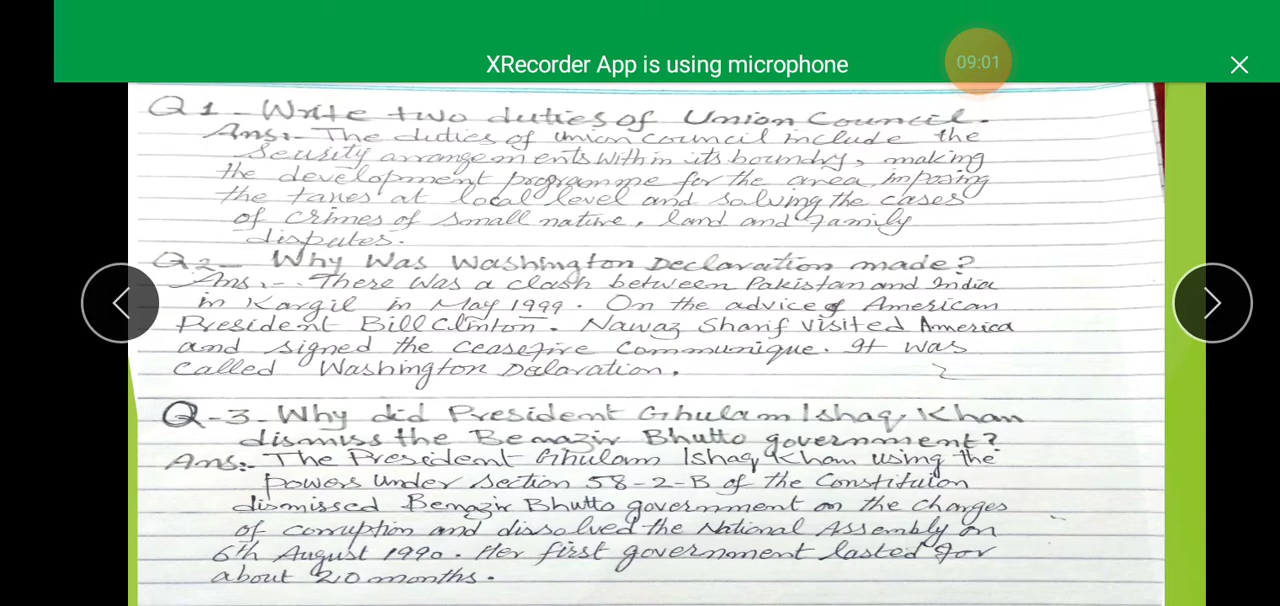 XRecorder App is using microphone
09:01
Q1- Write two duties of Union Council.
Ans:- The duties of union council include the
Seusity arrangements within its boundry, making
the development programme for the area, imposing
the taxes at local level and solving the cases
of crimes of small nature, land and family
disputes.
Q2- Why Was Washington Declaration made?
Ans:- There was a clash between Pakistan and India
in Kargil in May 1999. On the advice of American
President Bill Clinton. Nawaz Sharif visited America
and signed the ceasefire Communique. It was
Called Washington Delaration.
Q-3-Why did President Ghulam Ishaq Khan
dismiss the Benazir Bhutto government?
Ans:- The President Ghulam Ishaq Khan using the
powers under Section 58-2-B of the Constituion
dismissed Benazir Bhutto government on the charges
of corruption and dissolved the National Assembly on
6th August 1990. Her first government lasted for
about 20 months.